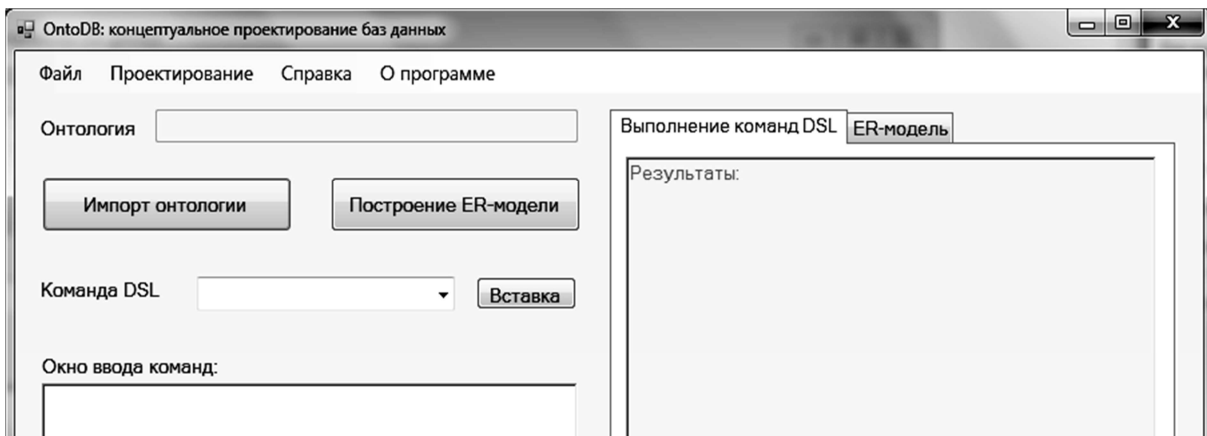 OntoDB: концептуальное проектирование баз данных
Файл Проектирование Справка О программе
Онтология
Импорт онтологии Построение ER-модели
Команда DSL Вставка
Окно ввода команд:
Выполнение команд DSL ER-модель
Результаты: